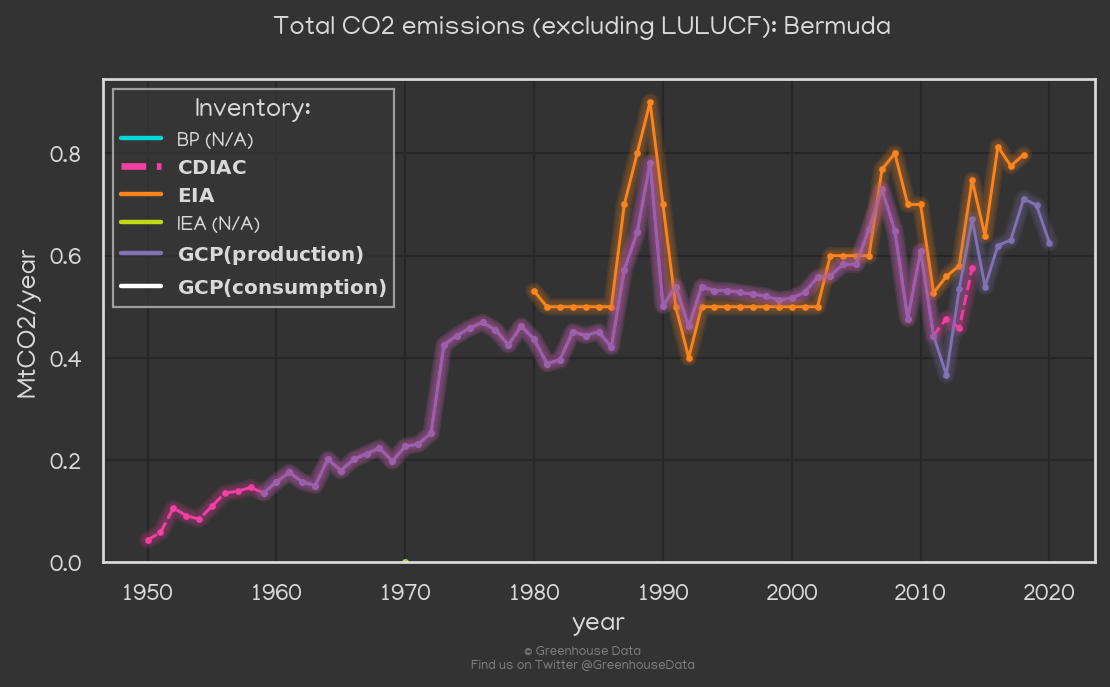 Total CO2 emissions (excluding LULUCF): Bermuda
Inventory:
BP (N/A)
CDIAC
EIA
IEA (N/A)
GCP(production)
GCP(consumption)
MtCO2/year
0.8
0.6
0.4
0.2
0.0
1950 1960 1970 1980 1990 2000 2010 2020
year
© Greenhouse Data
Find us on Twitter @GreenhouseData